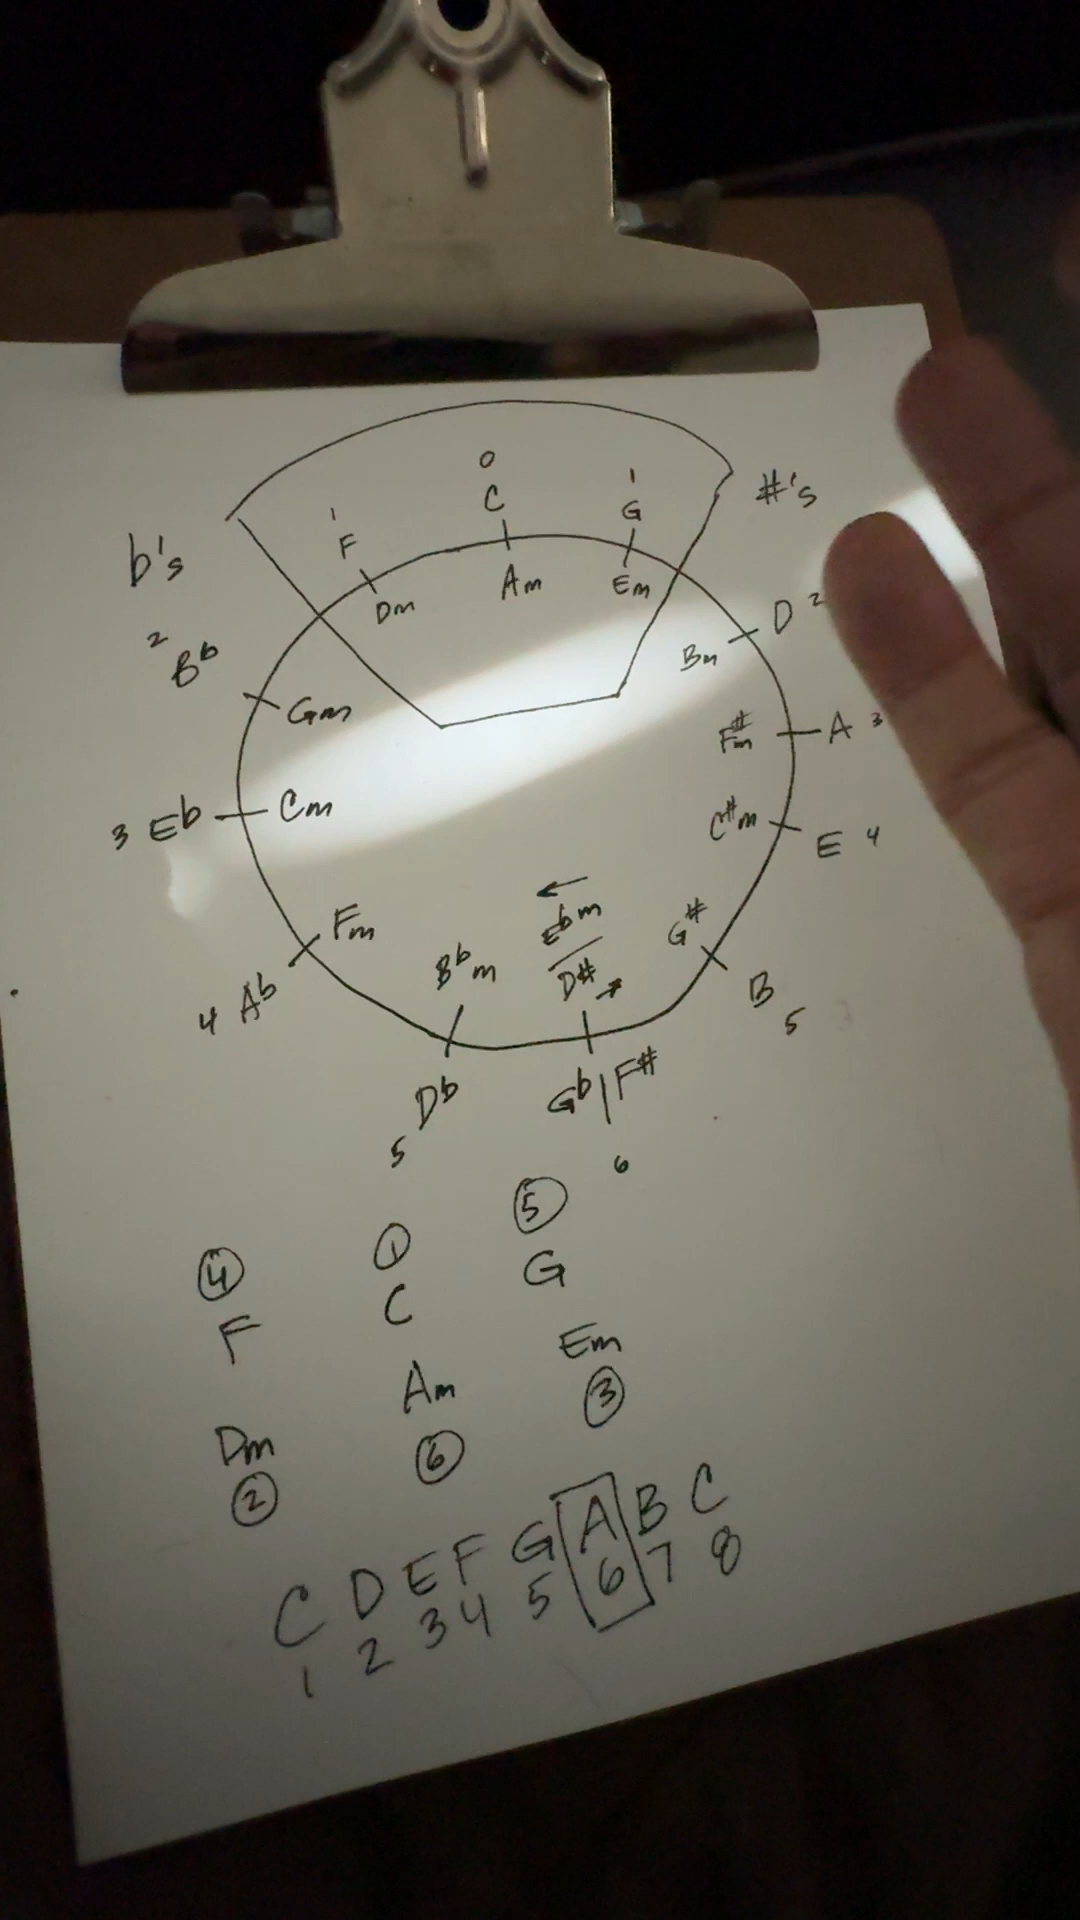 0
1 C 1
F G #'s
b's Am Em
Dm D 2
2 Bb Bm
Gm F#m A 3
3 Eb Cm C#m E 4
Ebm
Fm D# G#
Bbm
4 Ab B 5
Db Gb | F#
5 6
4 1 5
F C G
Dm Am Em
2 6 3
C D E F G A B C
1 2 3 4 5 6 7 8